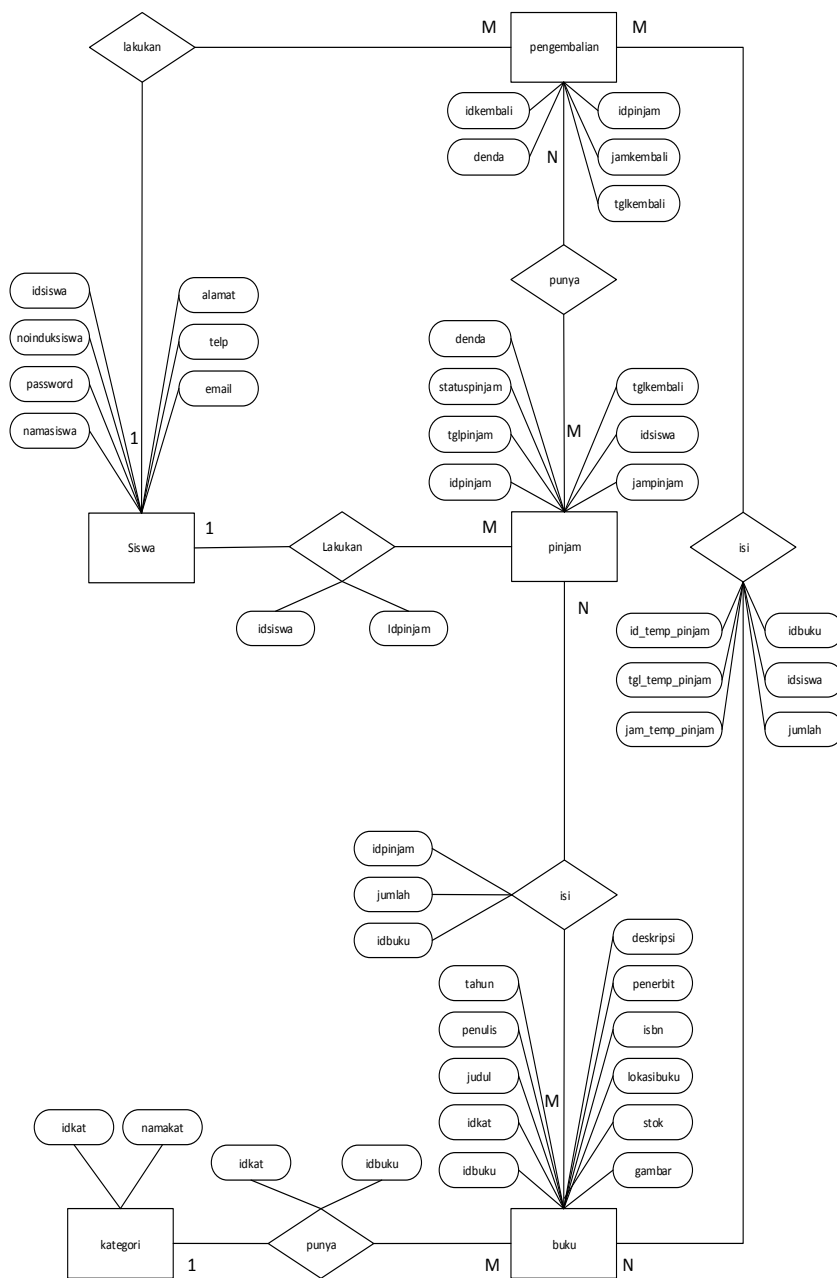 lakukan
M
pengembalian
M
idkembali
idpinjam
denda
N
jamkembali
tglkembali
punya
idsiswa
alamat
noinduksiswa
telp
password
email
namasiswa
1
denda
statuspinjam
tglkembali
tglpinjam
M
idsiswa
idpinjam
jampinjam
Siswa
1
Lakukan
M
pinjam
isi
N
idsiswa
Idpinjam
id_temp_pinjam
idbuku
tgl_temp_pinjam
idsiswa
jam_temp_pinjam
jumlah
idpinjam
jumlah
isi
idbuku
deskripsi
tahun
penerbit
penulis
isbn
judul
lokasibuku
M
idkat
stok
idbuku
gambar
idkat
namakat
idkat
idbuku
kategori
1
punya
M
buku
N